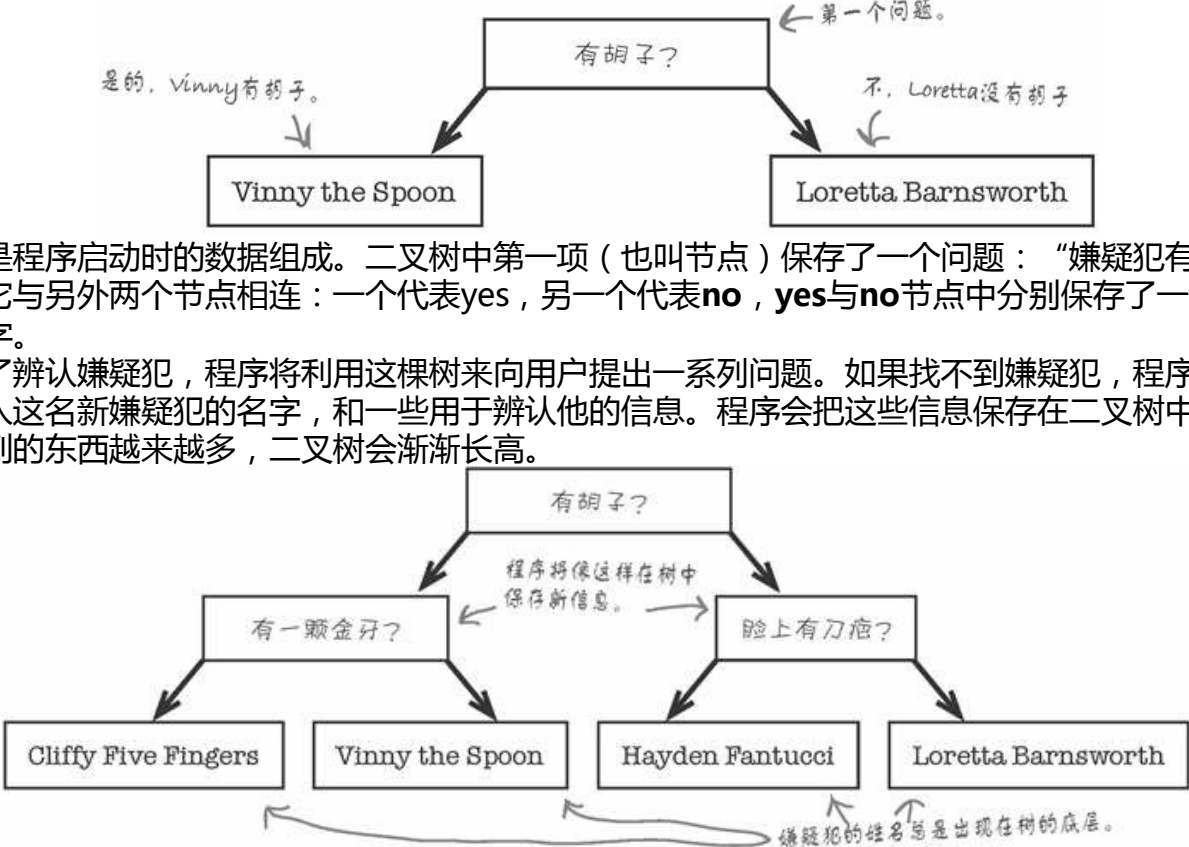 第一个问题。
有胡子？
是的，Vinny有胡子。
不，Loretta没有胡子
Vinny the Spoon
Loretta Barnsworth
是程序启动时的数据组成。二叉树中第一项（也叫节点）保存了一个问题：“嫌疑犯有
它与另外两个节点相连：一个代表yes，另一个代表no，yes与no节点中分别保存了一
字。
了辨认嫌疑犯，程序将利用这棵树来向用户提出一系列问题。如果找不到嫌疑犯，程序
入这名新嫌疑犯的名字，和一些用于辨认他的信息。程序会把这些信息保存在二叉树中
到的东西越来越多，二叉树会渐渐长高。
有胡子？
程序将像这样在树中
保存新信息。
有一颗金牙？
脸上有刀疤？
Cliffy Five Fingers
Vinny the Spoon
Hayden Fantucci
Loretta Barnsworth
嫌疑犯的姓名总是出现在树的底层。